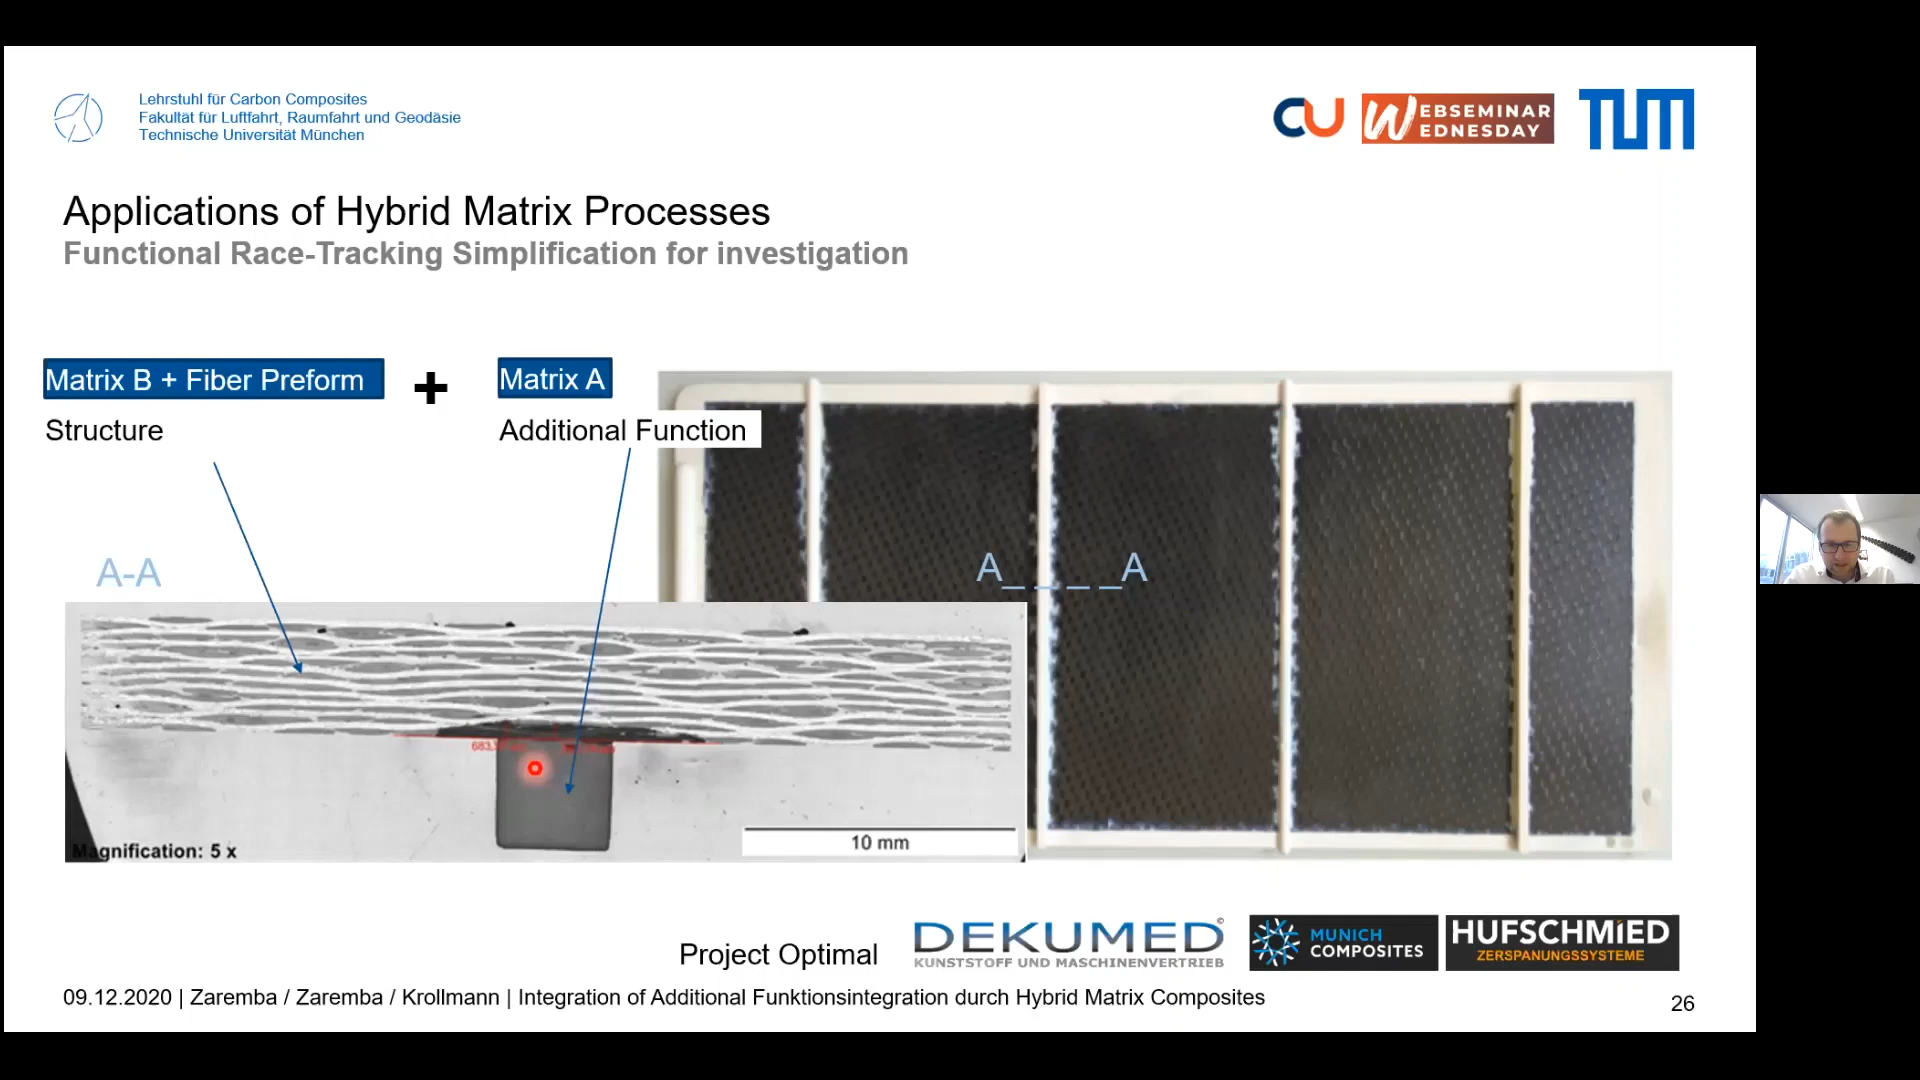 Lehrstuhl für Carbon Composites
Fakultät für Luftfahrt, Raumfahrt und Geodäsie
Technische Universität München
CU
WEBSEMINAR
WEDNESDAY
TUM
Applications of Hybrid Matrix Processes
Functional Race-Tracking Simplification for investigation
Matrix B + Fiber Preform
+
Matrix A
Structure
Additional Function
A-A
A
A
Magnification: 5 x
10 mm
Project Optimal
DEKUMED©
KUNSTSTOFF UND MASCHINENVERTRIEB
MUNICH
COMPOSITES
HUFSCHMiED
ZERSPANUNGSSYSTEME
09.12.2020 | Zaremba / Zaremba / Krollmann | Integration of Additional Funktionsintegration durch Hybrid Matrix Composites
26